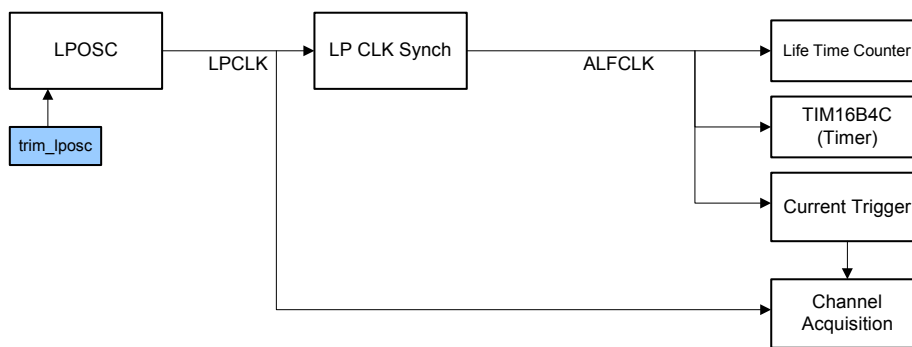 LPOSC
LPCLK
LP CLK Synch
ALFCLK
Life Time Counter
trim_lposc
TIM16B4C
(Timer)
Current Trigger
Channel
Acquisition